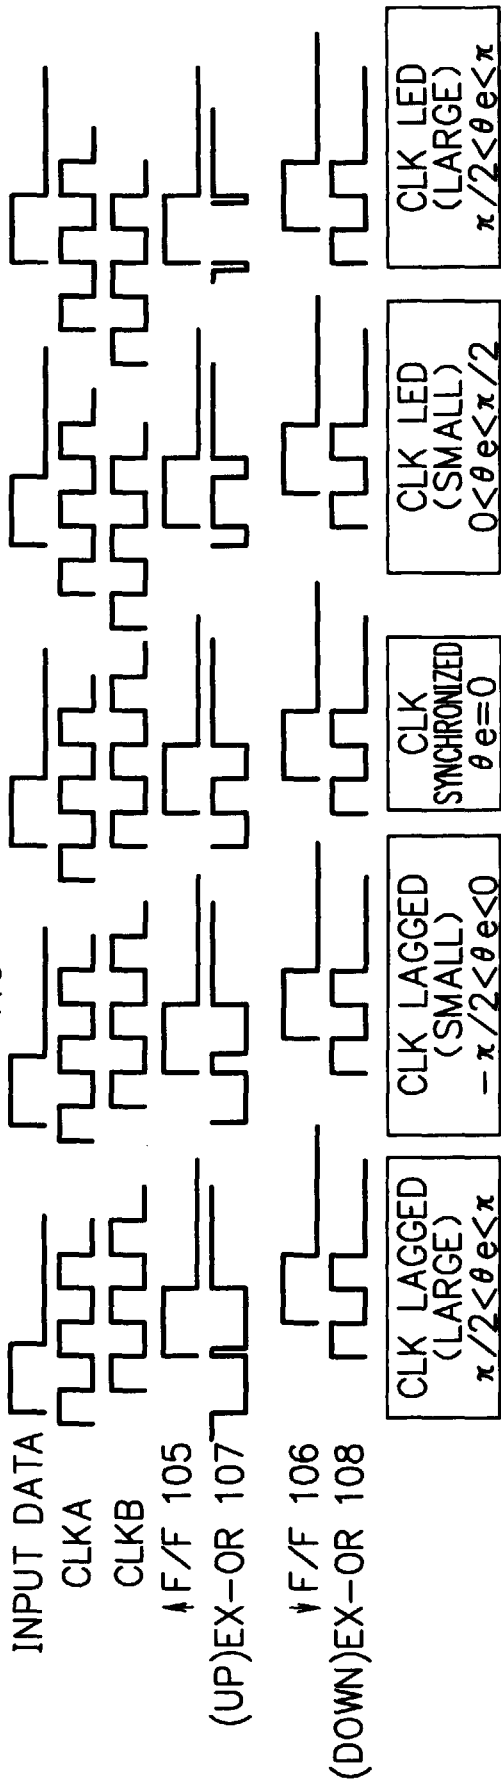 INPUT DATA
CLKA
CLKB
↑F/F 105
(UP)EX-OR 107
↓F/F 106
(DOWN)EX-OR 108
CLK LAGGED
(LARGE)
π/2<θe<π
CLK LAGGED
(SMALL)
-π/2<θe<0
CLK
SYNCHRONIZED
θe=0
CLK LED
(SMALL)
0<θe<π/2
CLK LED
(LARGE)
π/2<θe<π